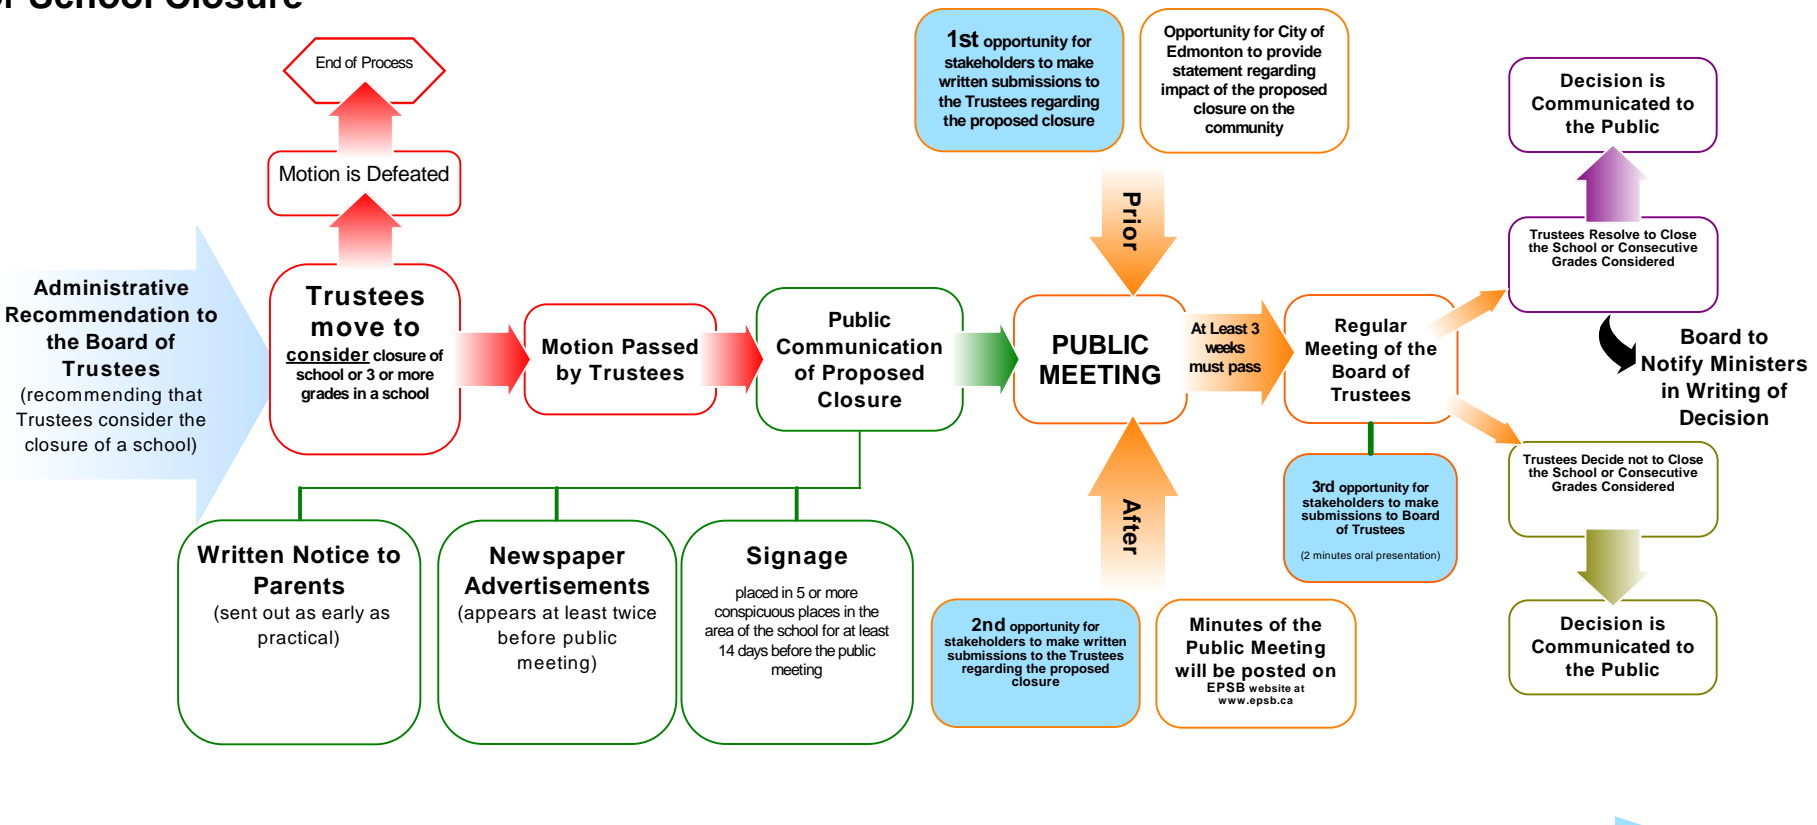 School Closure
End of Process
Motion is Defeated
Administrative
Recommendation to
the Board of
Trustees
(recommending that
Trustees consider the
closure of a school)
Trustees
move to
consider closure of
school or 3 or more
grades in a school
Motion Passed
by Trustees
Public
Communication
of Proposed
Closure
Written Notice to
Parents
(sent out as early as
practical)
Newspaper
Advertisements
(appears at least twice
before public
meeting)
Signage
placed in 5 or more
conspicuous places in the
area of the school for at least
14 days before the public
meeting
1st opportunity for
stakeholders to make
written submissions to
the Trustees regarding
the proposed closure
Opportunity for City of
Edmonton to provide
statement regarding
impact of the proposed
closure on the
community
Prior
PUBLIC
MEETING
After
2nd opportunity for
stakeholders to make written
submissions to the Trustees
regarding the proposed
closure
Minutes of the
Public Meeting
will be posted on
EPSB website at
www.epsb.ca
At Least 3
weeks
must pass
Regular
Meeting of the
Board of
Trustees
3rd opportunity for
stakeholders to make
submissions to Board
of Trustees
(2 minutes oral presentation)
Decision is
Communicated to
the Public
Trustees Resolve to Close
the School or Consecutive
Grades Considered
Board to
Notify Ministers
in Writing of
Decision
Trustees Decide not to Close
the School or Consecutive
Grades Considered
Decision is
Communicated to
the Public